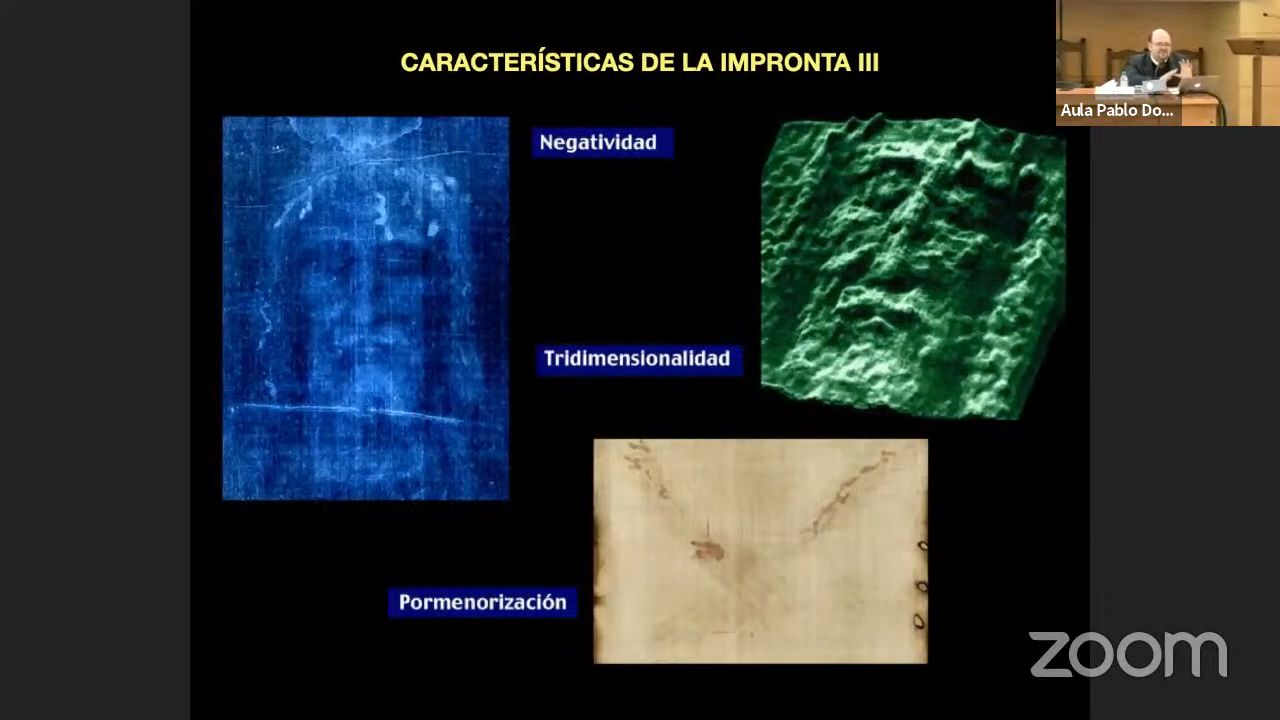 CARACTERÍSTICAS DE LA IMPRONTA III
Aula Pablo Do...
Negatividad
Tridimensionalidad
Pormenorización
zoom